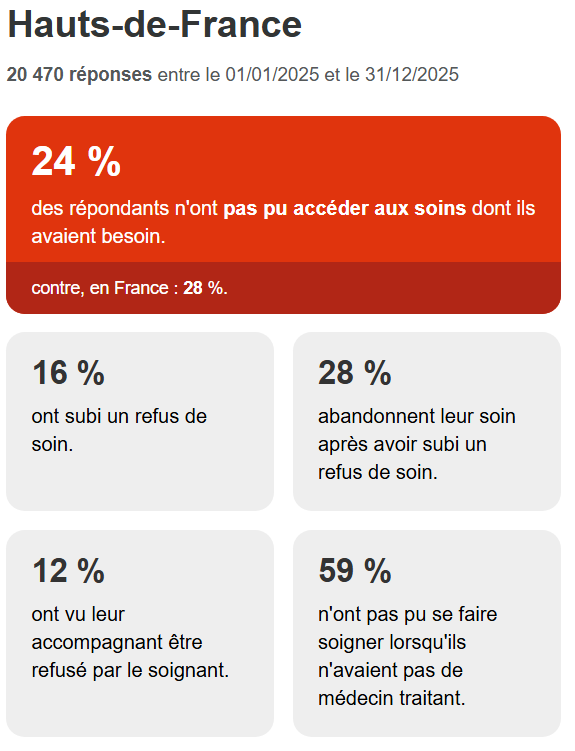 Hauts-de-France
20 470 réponses entre le 01/01/2025 et le 31/12/2025
24 %
des répondants n'ont pas pu accéder aux soins dont ils
avaient besoin.
contre, en France : 28 %.
16 %
ont subi un refus de
soin.
28 %
abandonnent leur soin
après avoir subi un
refus de soin.
12 %
ont vu leur
accompagnant être
refusé par le soignant.
59 %
n'ont pas pu se faire
soigner lorsqu'ils
n'avaient pas de
médecin traitant.